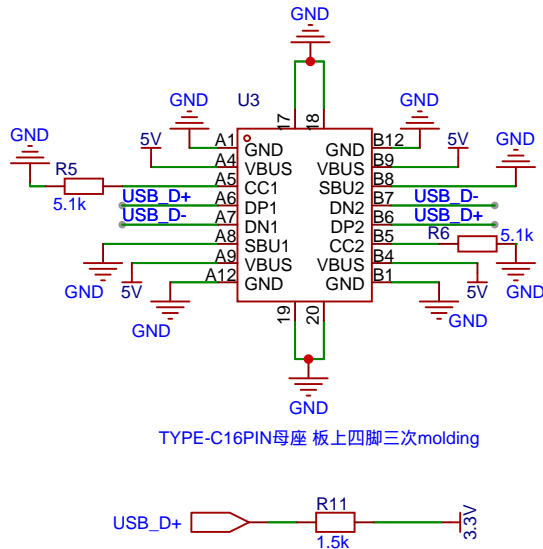 GND
U3
17
18
GND
GND
GND
5V
5V
A1
GND
GND
B12
A4
VBUS
VBUS
B9
R5
5.1k
A5
CC1
SBU2
B8
GND
USB_D+
A6
DP1
DN2
B7
USB_D-
USB_D-
A7
DN1
DP2
B6
USB_D+
A8
SBU1
CC2
B5
R6
5.1k
A9
VBUS
VBUS
B4
A12
GND
GND
B1
GND
5V
5V
GND
GND
GND
19
20
GND
TYPE-C16PIN母座 板上四脚三次molding
USB_D+
R11
1.5k
3.3V